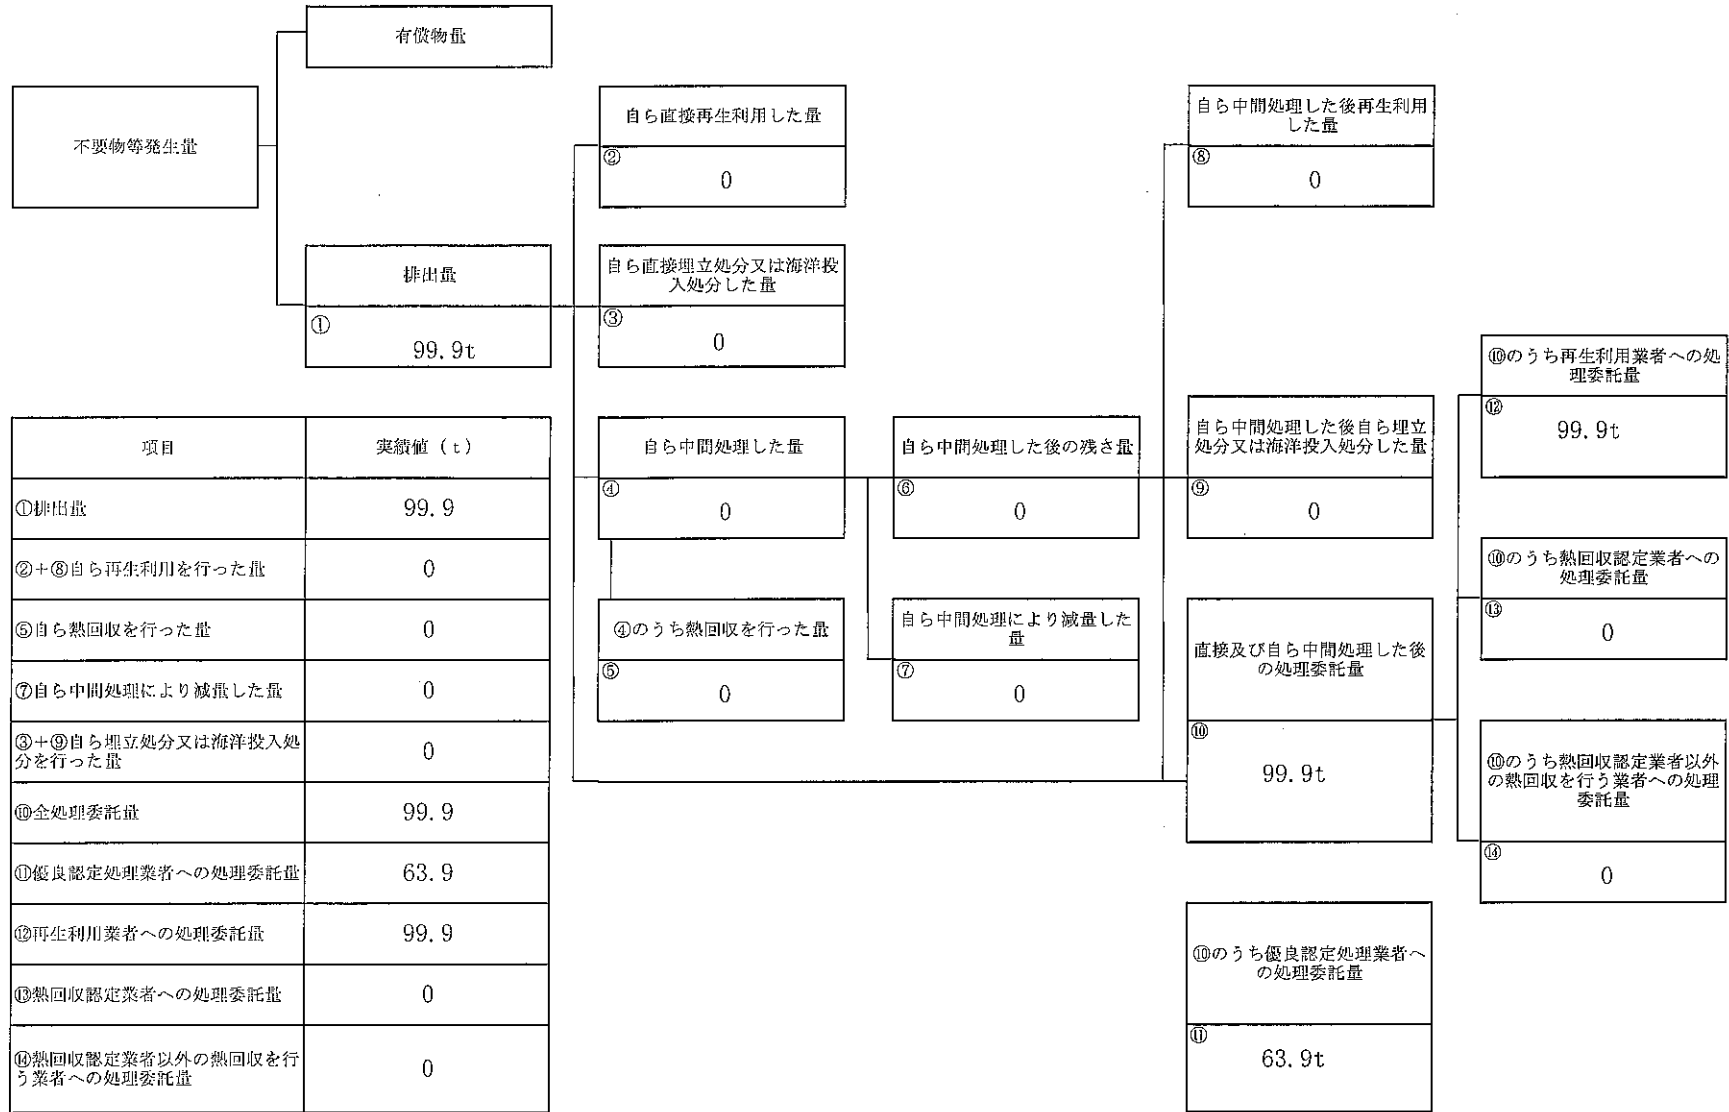 有償物量
不要物等発生量
自ら直接再生利用した量
②
0
自ら中間処理した後再生利用
した量
⑧
0
排出量
①
99.9t
自ら直接埋立処分又は海洋投
入処分した量
③
0
⑩のうち再生利用業者への処
理委託量
⑫
99.9t
項目 実績値（t）
①排出量 99.9
②+⑧自ら再生利用を行った量 0
⑤自ら熱回収を行った量 0
⑦自ら中間処理により減量した量 0
③+⑨自ら埋立処分又は海洋投入処
分を行った量 0
⑩全処理委託量 99.9
⑪優良認定処理業者への処理委託量 63.9
⑫再生利用業者への処理委託量 99.9
⑬熱回収認定業者への処理委託量 0
⑭熱回収認定業者以外の熱回収を行
う業者への処理委託量 0
自ら中間処理した量
④
0
自ら中間処理した後の残さ量
⑥
0
自ら中間処理した後自ら埋立
処分又は海洋投入処分した量
⑨
0
④のうち熱回収を行った量
⑤
0
自ら中間処理により減量した
量
⑦
0
直接及び自ら中間処理した後
の処理委託量
⑩
99.9t
⑩のうち熱回収認定業者への
処理委託量
⑬
0
⑩のうち熱回収認定業者以外
の熱回収を行う業者への処理
委託量
⑭
0
⑩のうち優良認定処理業者へ
の処理委託量
⑪
63.9t